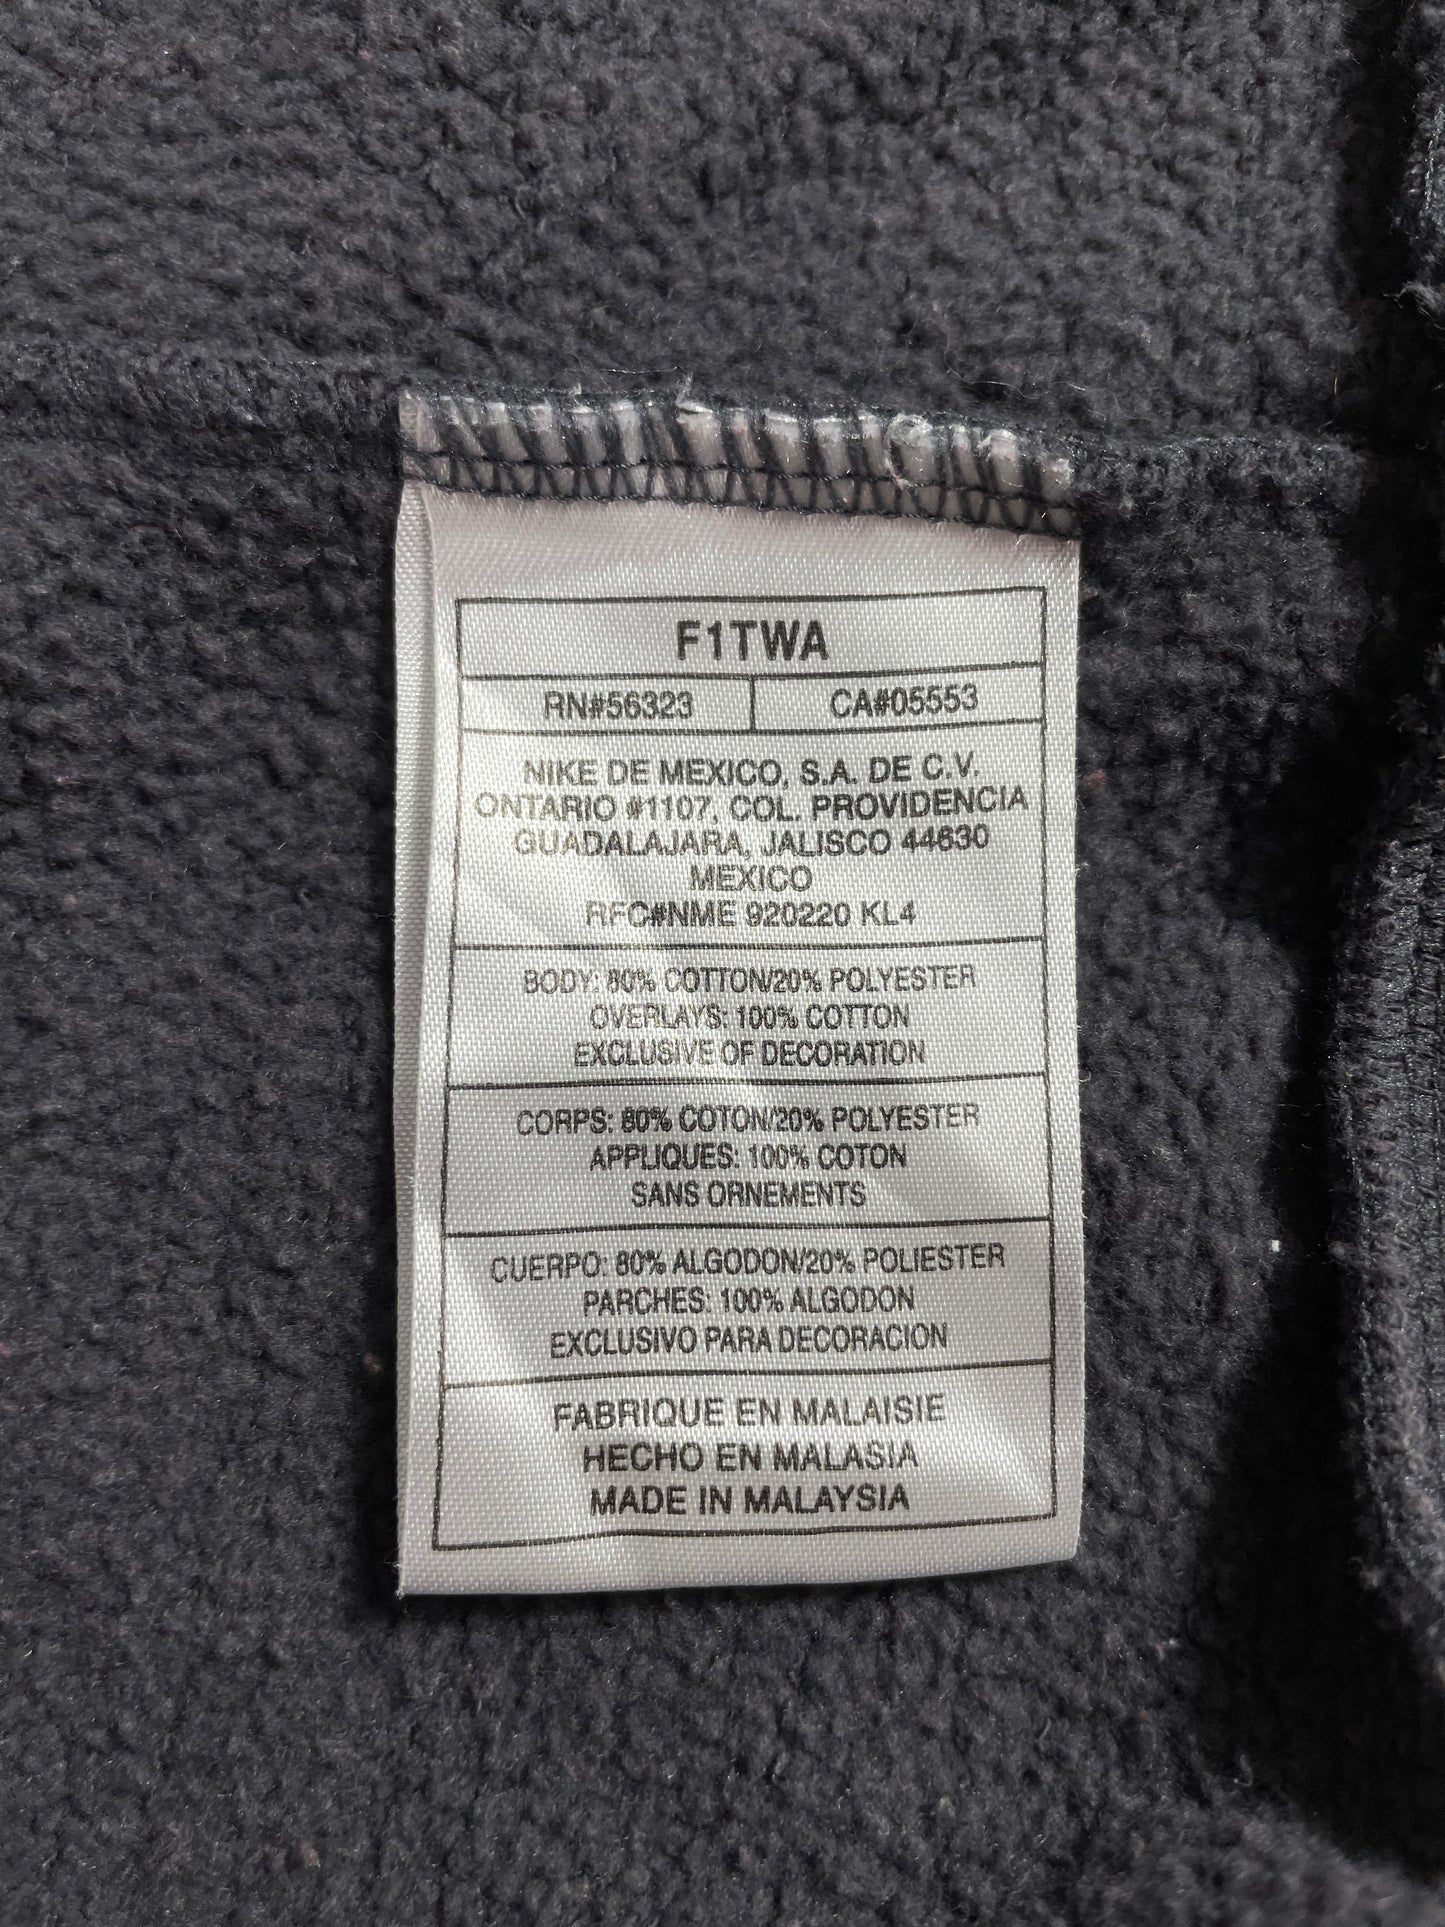 F1TWA
RN#56323 CA#05553
NIKE DE MEXICO, S.A. DE C.V.
ONTARIO #1107, COL. PROVIDENCIA
GUADALAJARA, JALISCO 44630
MEXICO
RFC#NME 920220 KL4
BODY: 80% COTTON/20% POLYESTER
OVERLAYS: 100% COTTON
EXCLUSIVE OF DECORATION
CORPS: 80% COTON/20% POLYESTER
APPLIQUES: 100% COTON
SANS ORNEMENTS
CUERPO: 80% ALGODON/20% POLIESTER
PARCHES: 100% ALGODON
EXCLUSIVO PARA DECORACION
FABRIQUE EN MALAISIE
HECHO EN MALASIA
MADE IN MALAYSIA